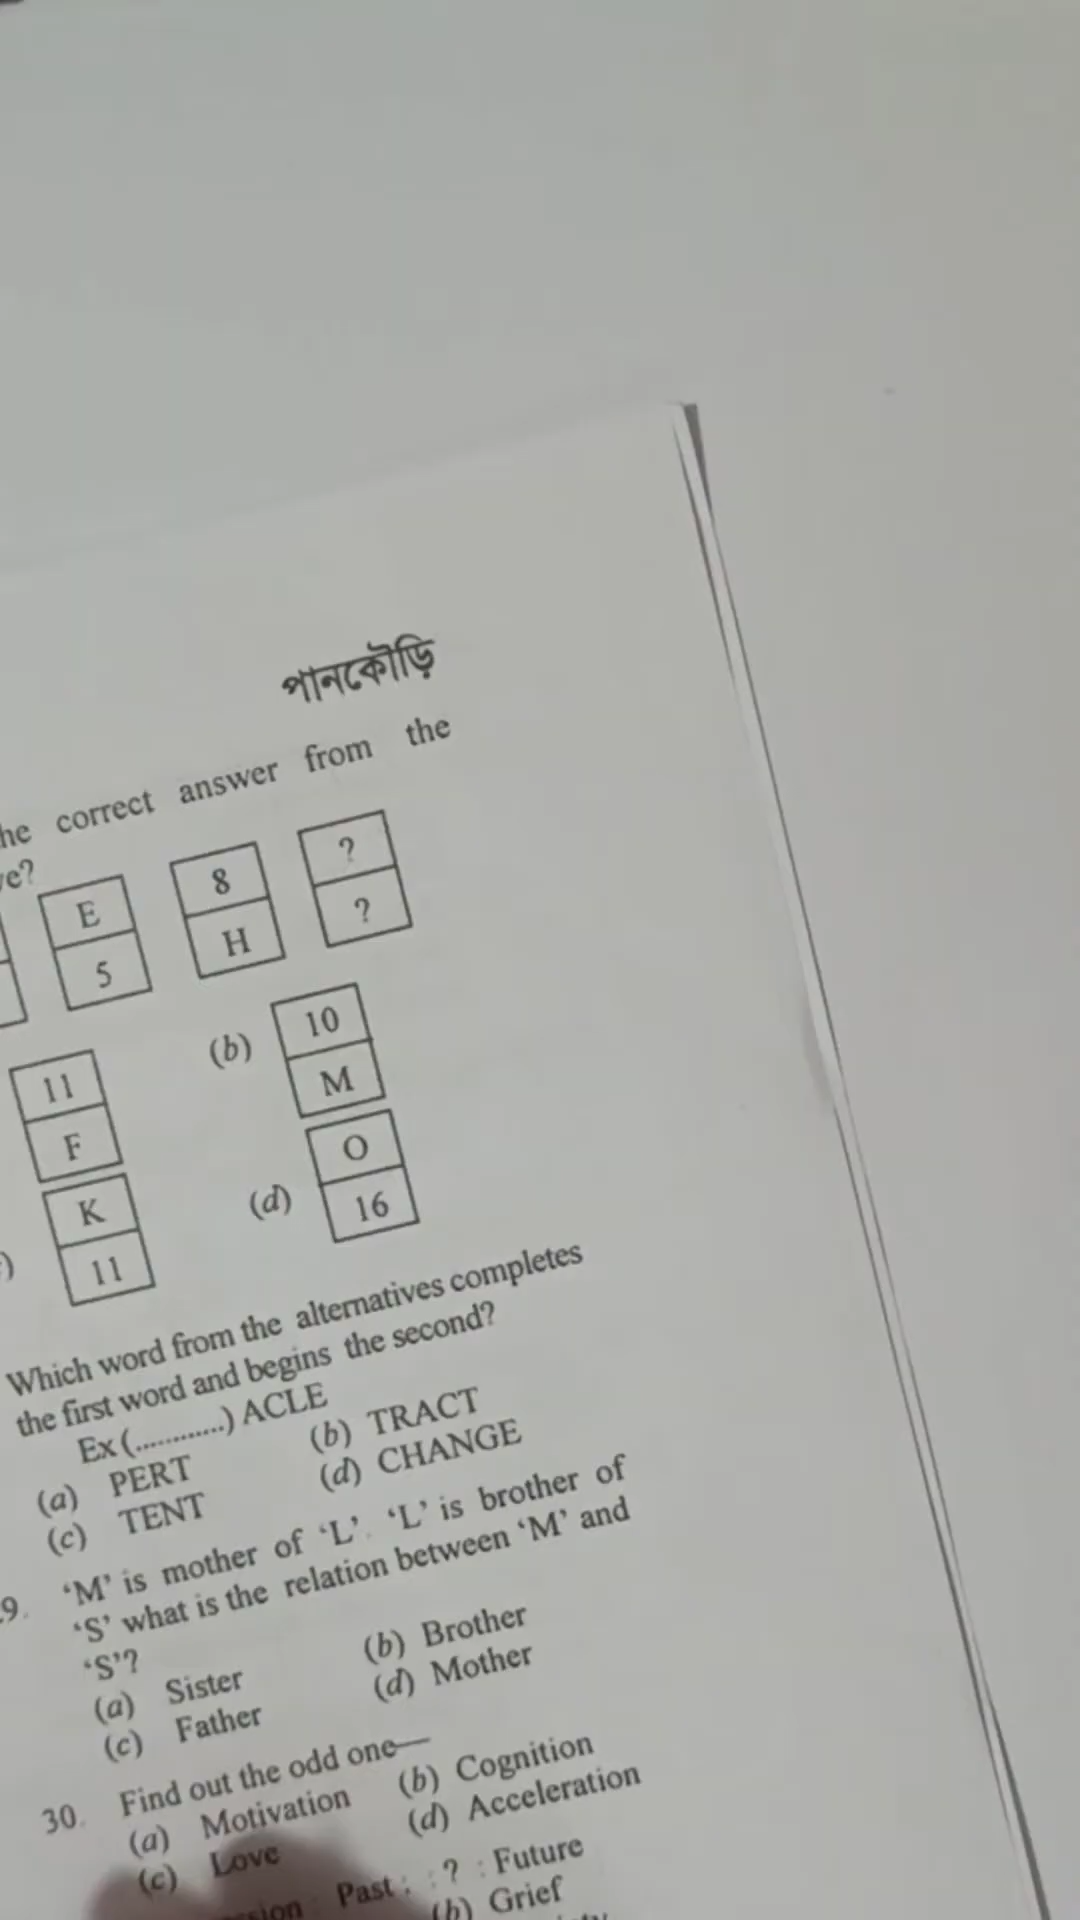 পানকৌড়ি
correct answer from the
E 8 ?
5 H ?
11 (b) 10
F M
K (d) O
11 16
Which word from the alternatives completes
the first word and begins the second?
Ex (............) ACLE
(a) PERT (b) TRACT
(c) TENT (d) CHANGE
9. ‘M’ is mother of ‘L’. ‘L’ is brother of
‘S’ what is the relation between ‘M’ and
‘S’?
(a) Sister (b) Brother
(c) Father (d) Mother
30. Find out the odd one—
(a) Motivation (b) Cognition
(c) Love (d) Acceleration
Past : : ? : Future
(b) Grief